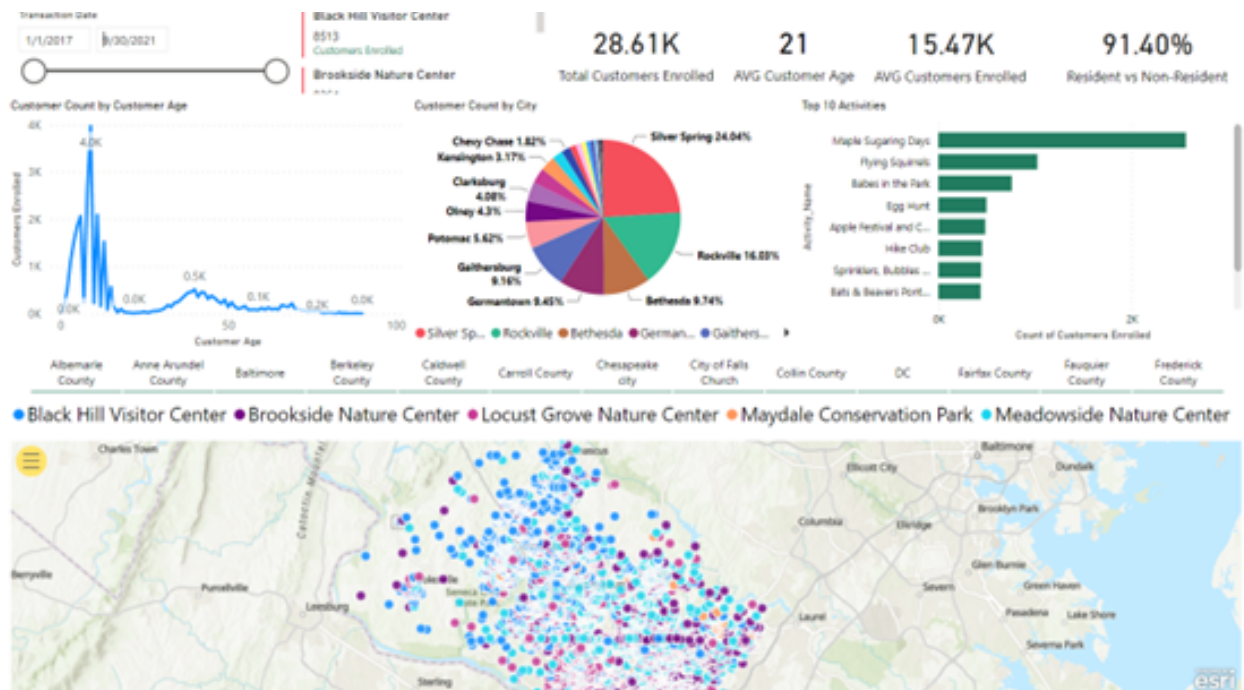 Transaction Date
1/1/2017
9/30/2021
Black Hill Visitor Center
8513
Customers Enrolled
Brookside Nature Center
28.61K
Total Customers Enrolled
21
AVG Customer Age
15.47K
AVG Customers Enrolled
91.40%
Resident vs Non-Resident
Customer Count by Customer Age
Customers Enrolled
4K
3K
2K
1K
0K
4.0K
0.0K
0.0K
0.5K
0.1K
0.2K
0.0K
0
50
100
Customer Age
Customer Count by City
Silver Spring 24.04%
Rockville 16.03%
Bethesda 9.74%
Germantown 9.45%
Gaithersburg
9.16%
Potomac 5.62%
Olney 4.3%
Clarksburg
4.08%
Kensington 3.17%
Chevy Chase 1.82%
Silver Sp...
Rockville
Bethesda
German...
Gaithers...
Top 10 Activities
Activity_Name
Maple Sugaring Days
Flying Squirrels
Babes in the Park
Egg Hunt
Apple Festival and C...
Hike Club
Sprinklers, Bubbles ...
Bats & Beavers Pont...
0K
2K
Count of Customers Enrolled
Albemarle
County
Anne Arundel
County
Baltimore
Berkeley
County
Caldwell
County
Carroll County
Chesapeake
city
City of Falls
Church
Collin County
DC
Fairfax County
Fauquier
County
Frederick
County
Black Hill Visitor Center
Brookside Nature Center
Locust Grove Nature Center
Maydale Conservation Park
Meadowside Nature Center
Charles Town
Baltimore
Ellicott City
Dundalk
Brooklyn Park
Columbia
Elkridge
Glen Burnie
Berryville
Purcellville
Severn
Green Haven
Leesburg
Seneca
Laurel
Pasadena
Lake Shore
Severna Park
Sterling
esri